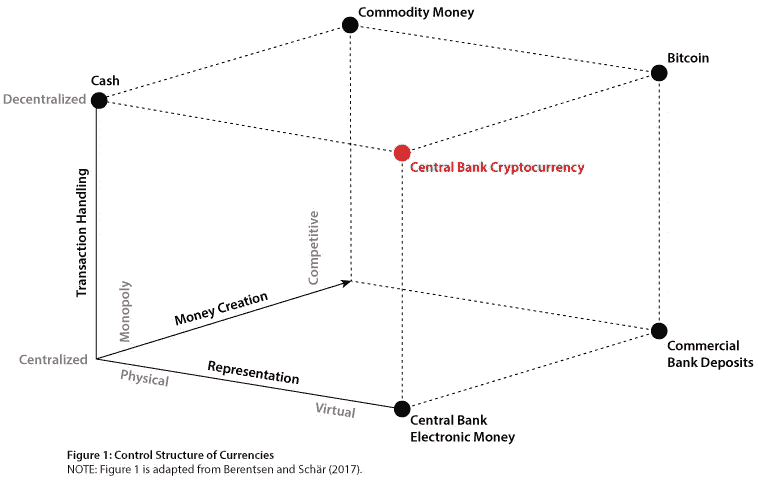 Commodity Money
Bitcoin
Cash
Decentralized
Central Bank Cryptocurrency
Transaction Handling
Competitive
Monopoly
Money Creation
Centralized
Physical
Representation
Virtual
Commercial
Bank Deposits
Central Bank
Electronic Money
Figure 1: Control Structure of Currencies
NOTE: Figure 1 is adapted from Berentsen and Schär (2017).